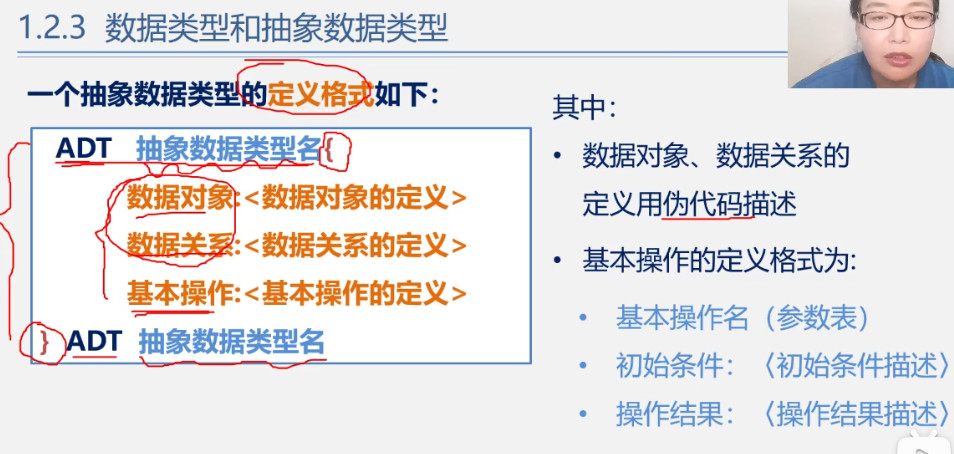 1.2.3 数据类型和抽象数据类型
一个抽象数据类型的定义格式如下：
ADT 抽象数据类型名{
数据对象:<数据对象的定义>
数据关系:<数据关系的定义>
基本操作:<基本操作的定义>
} ADT 抽象数据类型名
其中：
• 数据对象、数据关系的
定义用伪代码描述
• 基本操作的定义格式为:
• 基本操作名（参数表）
• 初始条件：〈初始条件描述〉
• 操作结果：〈操作结果描述〉